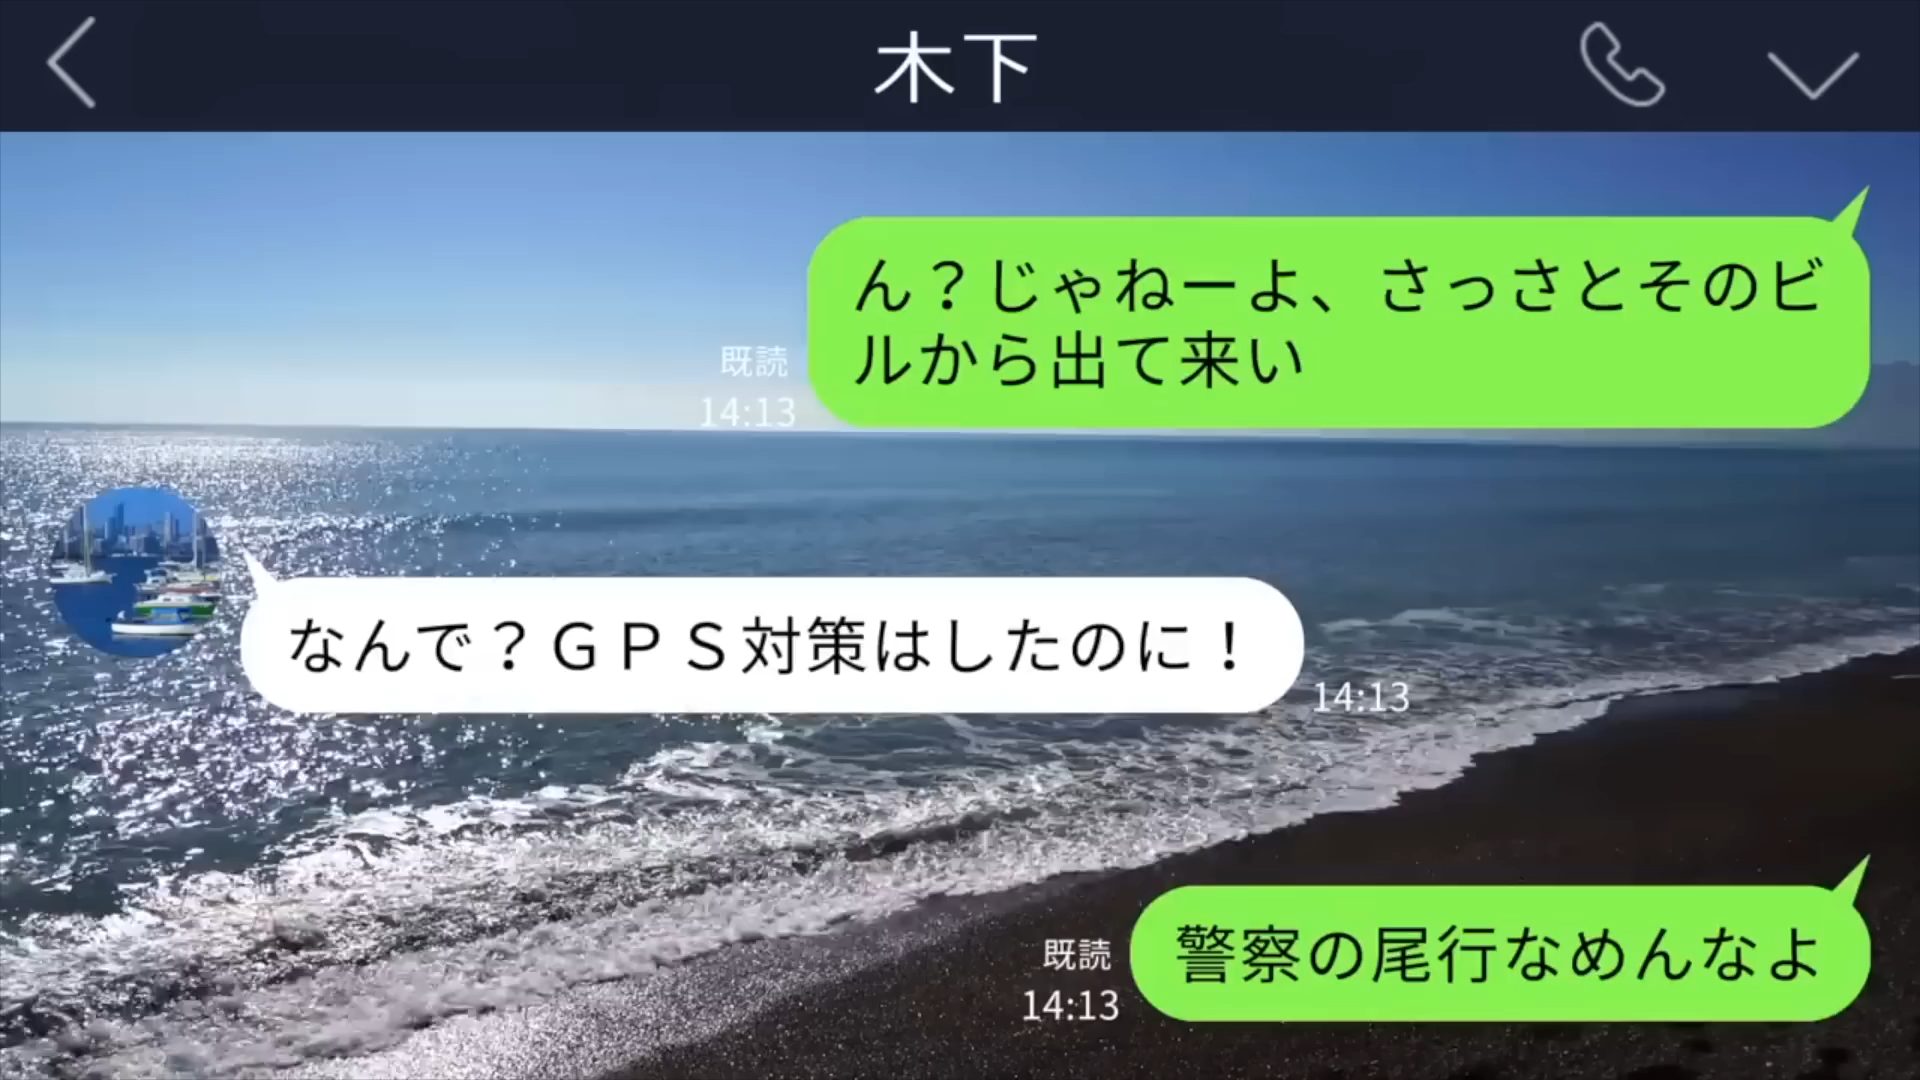 木下
ん？じゃねーよ、さっさとそのビ
ルから出て来い
既読
14:13
なんで？ＧＰＳ対策はしたのに！
14:13
警察の尾行なめんなよ
既読
14:13